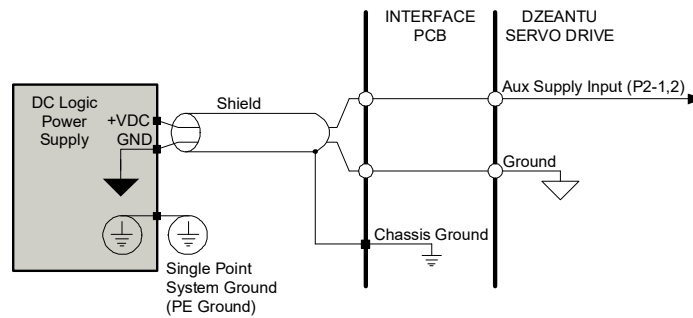 INTERFACE
PCB
DZEANTU
SERVO DRIVE
DC Logic
Power
Supply
+VDC
GND
Shield
Aux Supply Input (P2-1,2)
Ground
Chassis Ground
Single Point
System Ground
(PE Ground)